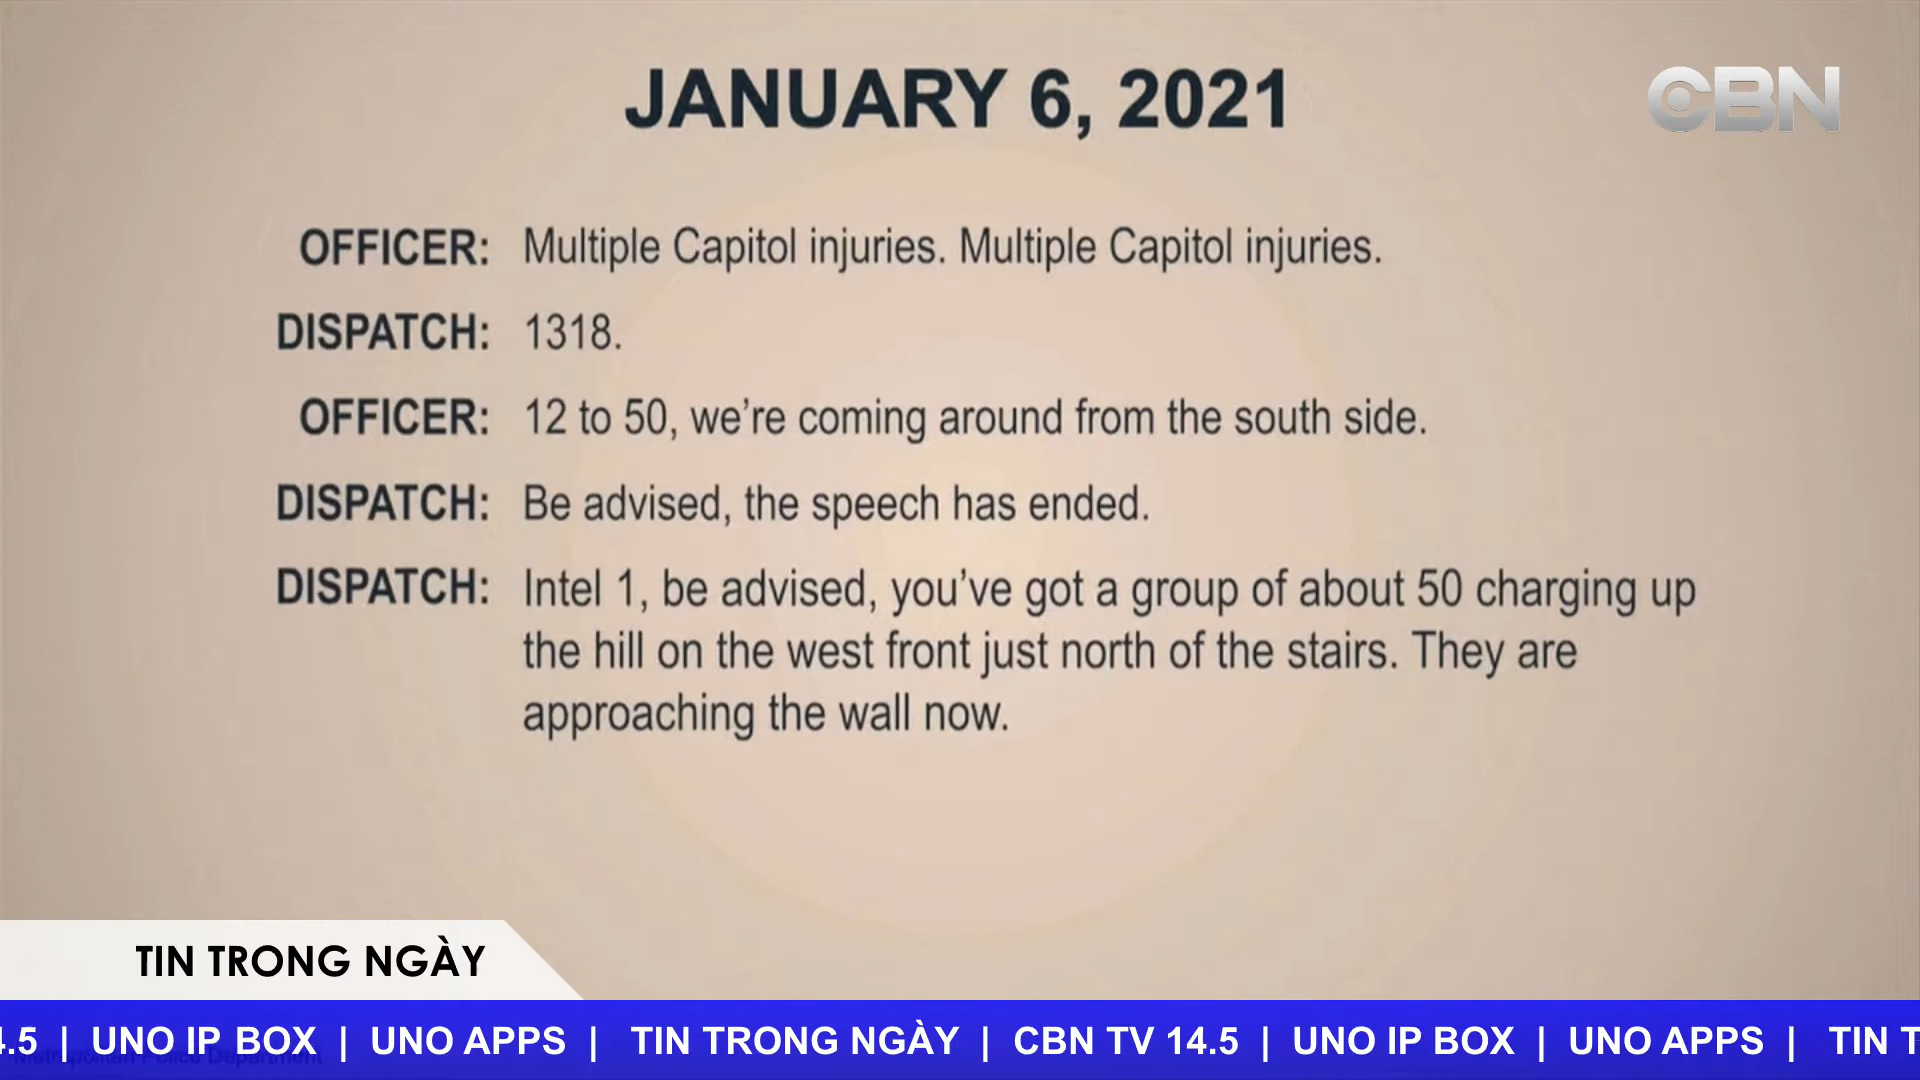 JANUARY 6, 2021
CBN
OFFICER: Multiple Capitol injuries. Multiple Capitol injuries.
DISPATCH: 1318.
OFFICER: 12 to 50, we're coming around from the south side.
DISPATCH: Be advised, the speech has ended.
DISPATCH: Intel 1, be advised, you've got a group of about 50 charging up
the hill on the west front just north of the stairs. They are
approaching the wall now.
TIN TRONG NGÀY
4.5 | UNO IP BOX | UNO APPS | TIN TRONG NGÀY | CBN TV 14.5 | UNO IP BOX | UNO APPS | TIN T
Metropolitan Police Department